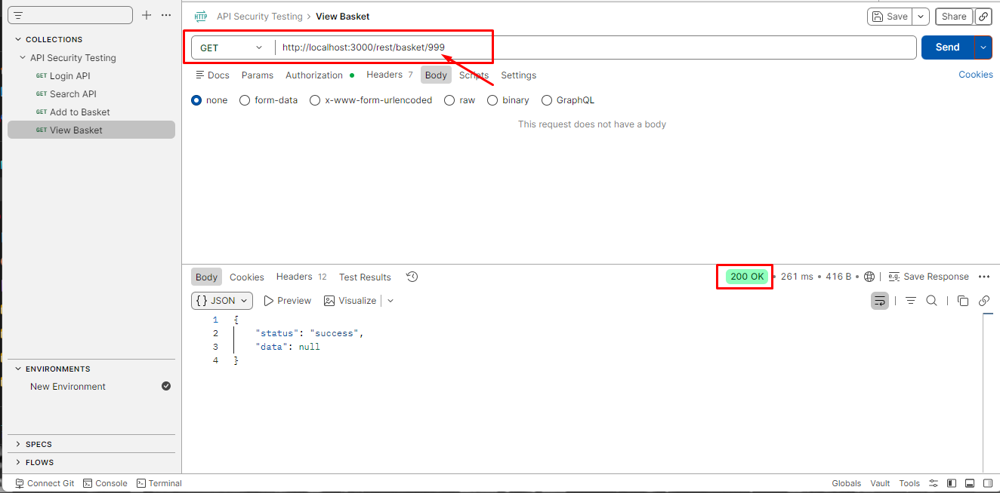 HTTP API Security Testing > View Basket
Save Share
COLLECTIONS
API Security Testing
GET Login API
GET Search API
GET Add to Basket
GET View Basket
GET http://localhost:3000/rest/basket/999
Send
Docs Params Authorization Headers 7 Body Scripts Settings
Cookies
none form-data x-www-form-urlencoded raw binary GraphQL
This request does not have a body
Body Cookies Headers 12 Test Results
200 OK • 261 ms • 416 B • e.g. Save Response
{ } JSON Preview Visualize
1 {
2 "status": "success",
3 "data": null
4 }
ENVIRONMENTS
New Environment
SPECS
FLOWS
Connect Git Console Terminal
Globals Vault Tools